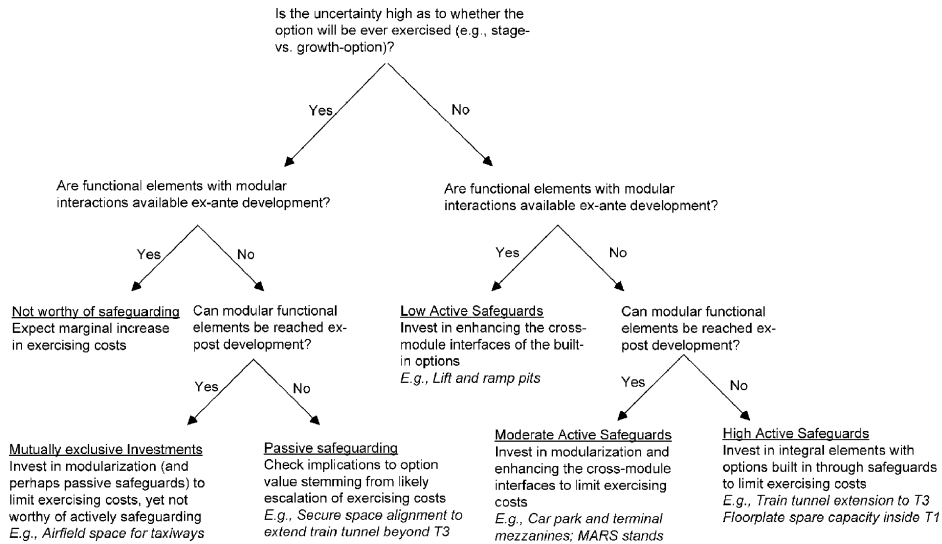 Is the uncertainty high as to whether the
option will be ever exercised (e.g., stage-
vs. growth-option)?
Yes
No
Are functional elements with modular
interactions available ex-ante development?
Are functional elements with modular
interactions available ex-ante development?
Yes
No
Yes
No
Not worthy of safeguarding
Expect marginal increase
in exercising costs
Can modular functional
elements be reached ex-
post development?
Low Active Safeguards
Invest in enhancing the cross-
module interfaces of the built-
in options
E.g., Lift and ramp pits
Can modular functional
elements be reached ex-
post development?
Yes
No
Yes
No
Mutually exclusive Investments
Invest in modularization (and
perhaps passive safeguards) to
limit exercising costs, yet not
worthy of actively safeguarding
E.g., Airfield space for taxiways
Passive safeguarding
Check implications to option
value stemming from likely
escalation of exercising costs
E.g., Secure space alignment to
extend train tunnel beyond T3
Moderate Active Safeguards
Invest in modularization and
enhancing the cross-module
interfaces to limit exercising
costs
E.g., Car park and terminal
mezzanines; MARS stands
High Active Safeguards
Invest in integral elements with
options built in through safeguards
to limit exercising costs
E.g., Train tunnel extension to T3
Floorplate spare capacity inside T1